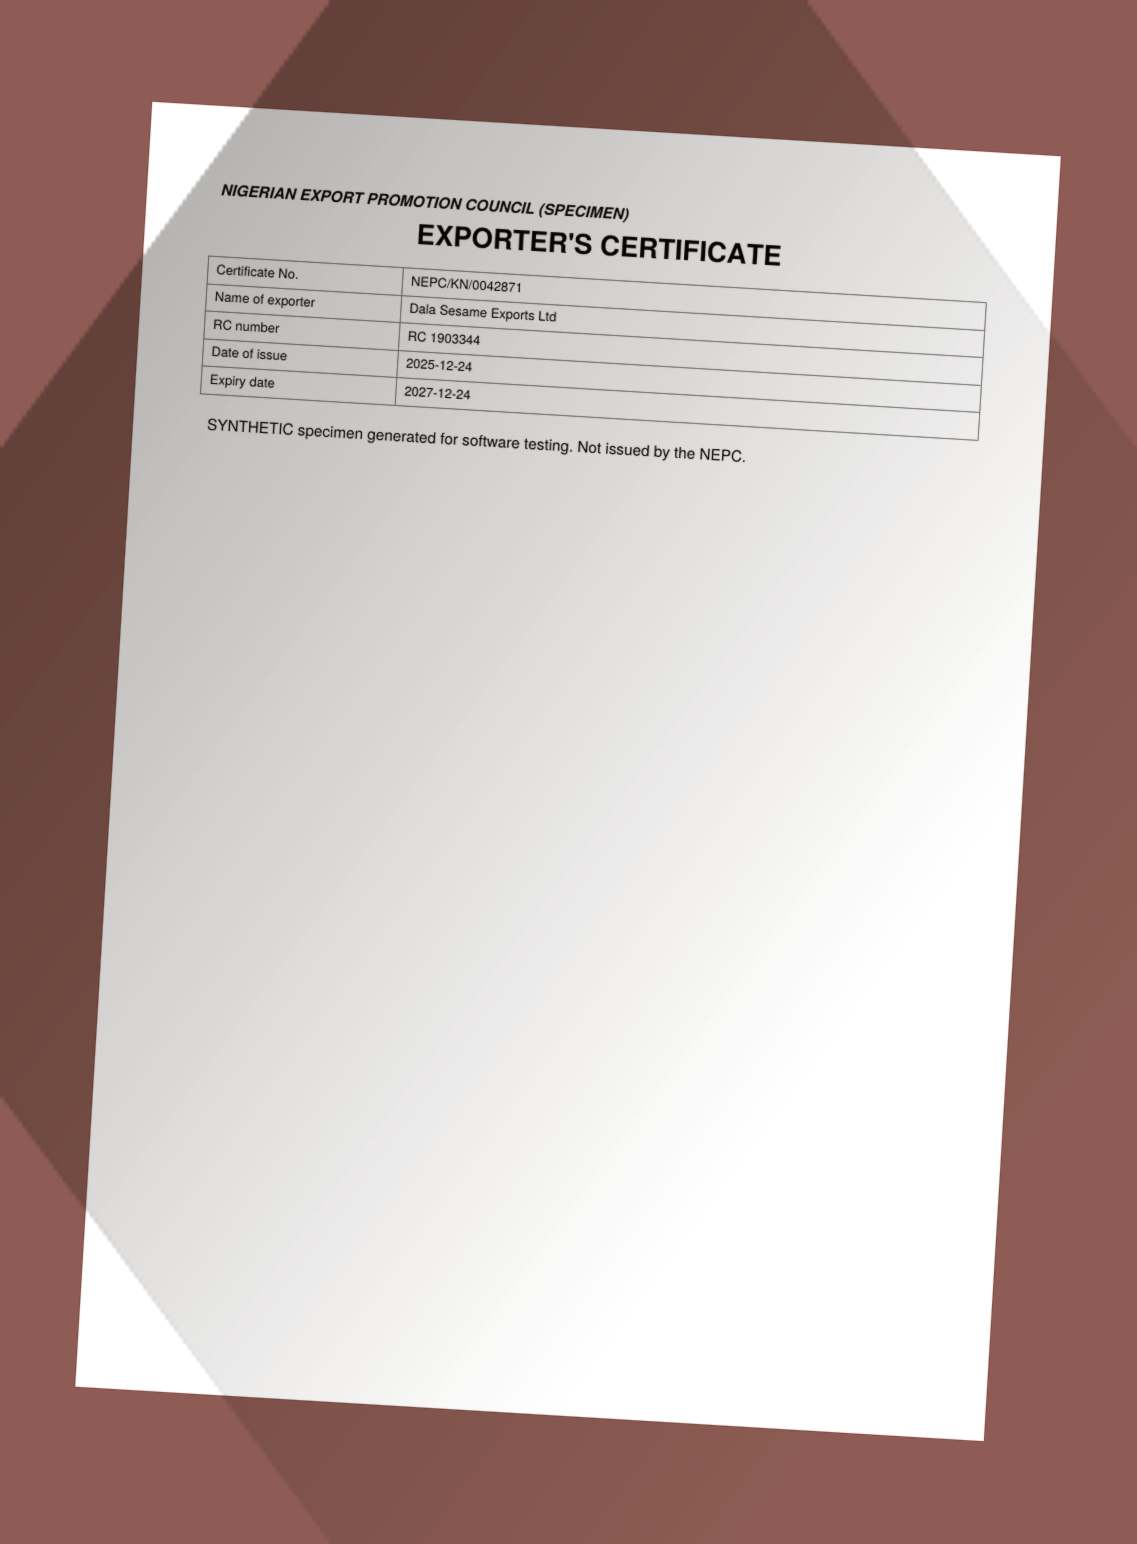 NIGERIAN EXPORT PROMOTION COUNCIL (SPECIMEN)
EXPORTER'S CERTIFICATE
Certificate No. NEPC/KN/0042871
Name of exporter Dala Sesame Exports Ltd
RC number RC 1903344
Date of issue 2025-12-24
Expiry date 2027-12-24
SYNTHETIC specimen generated for software testing. Not issued by the NEPC.